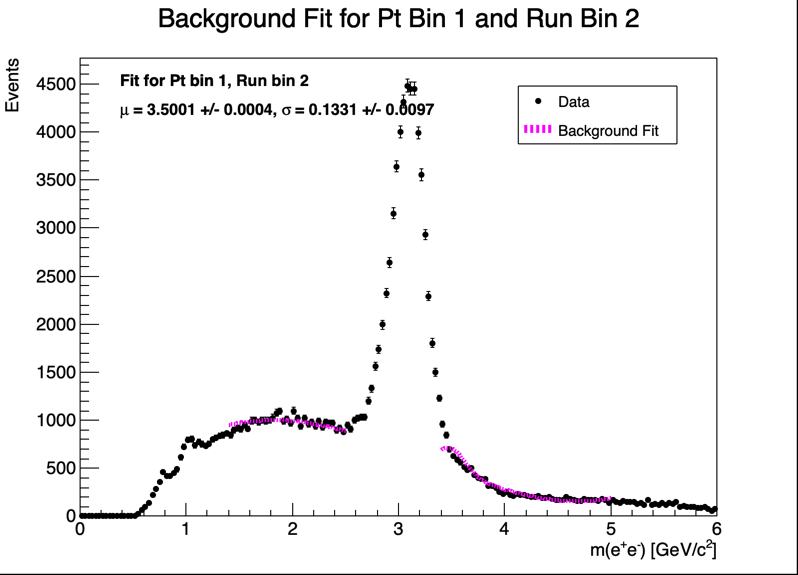 Background Fit for Pt Bin 1 and Run Bin 2
Events
Fit for Pt bin 1, Run bin 2
μ = 3.5001 +/- 0.0004, σ = 0.1331 +/- 0.0097
Data
Background Fit
4500
4000
3500
3000
2500
2000
1500
1000
500
0
0 1 2 3 4 5 6
m(e⁺e⁻) [GeV/c²]